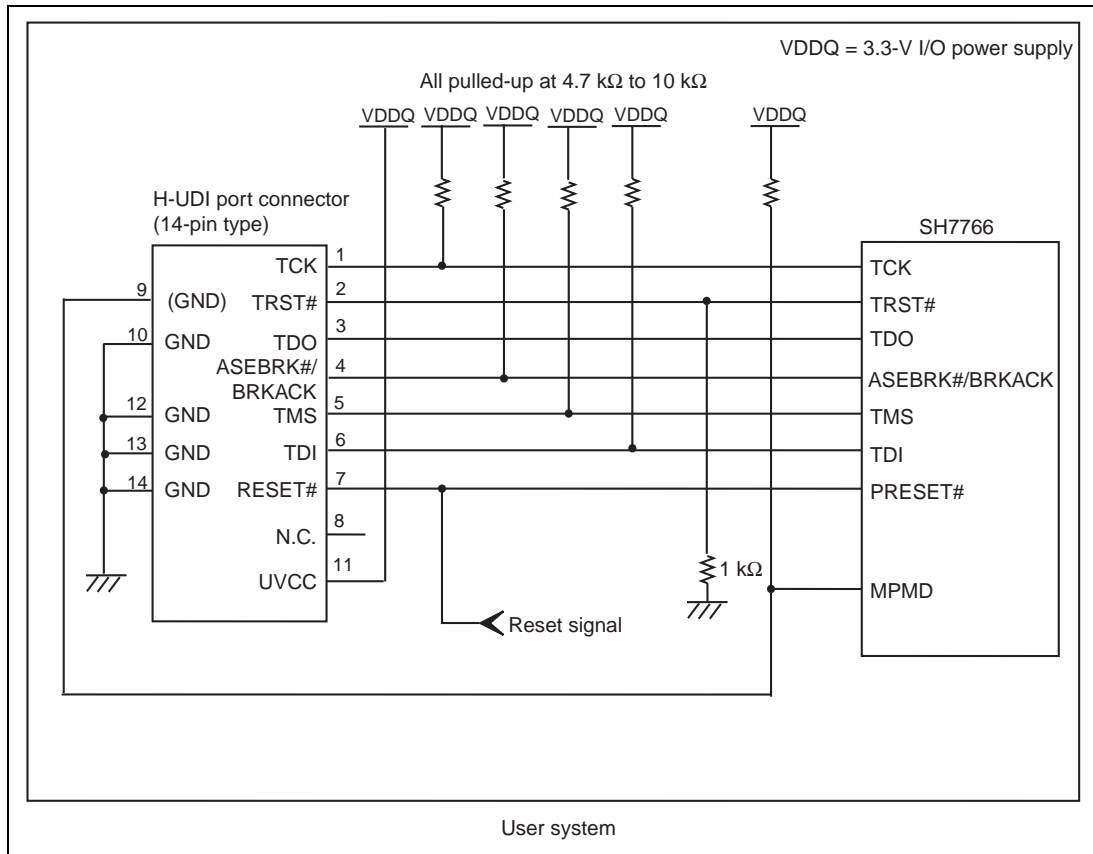 VDDQ = 3.3-V I/O power supply
All pulled-up at 4.7 kΩ to 10 kΩ
VDDQ VDDQ VDDQ VDDQ VDDQ VDDQ
H-UDI port connector
(14-pin type)
SH7766
TCK 1 TCK
9 (GND) TRST# 2 TRST#
10 GND TDO 3 TDO
ASEBRK#/
BRKACK 4 ASEBRK#/BRKACK
12 GND TMS 5 TMS
13 GND TDI 6 TDI
14 GND RESET# 7 PRESET#
N.C. 8
UVCC 11
1 kΩ
MPMD
Reset signal
User system